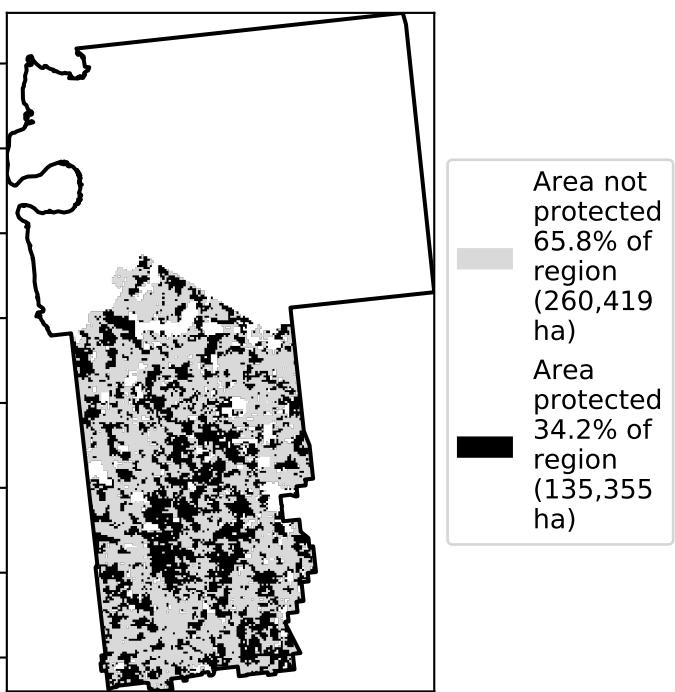 Area not
protected
65.8% of
region
(260,419
ha)
Area
protected
34.2% of
region
(135,355
ha)